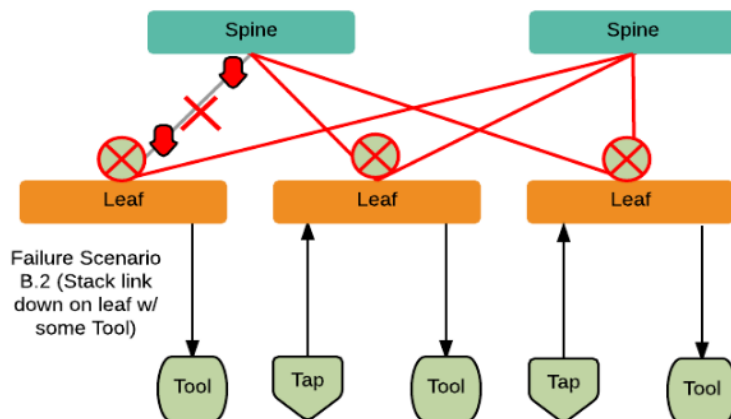 Spine
Spine
Leaf
Leaf
Leaf
Failure Scenario
B.2 (Stack link
down on leaf w/
some Tool)
Tool
Tap
Tool
Tap
Tool